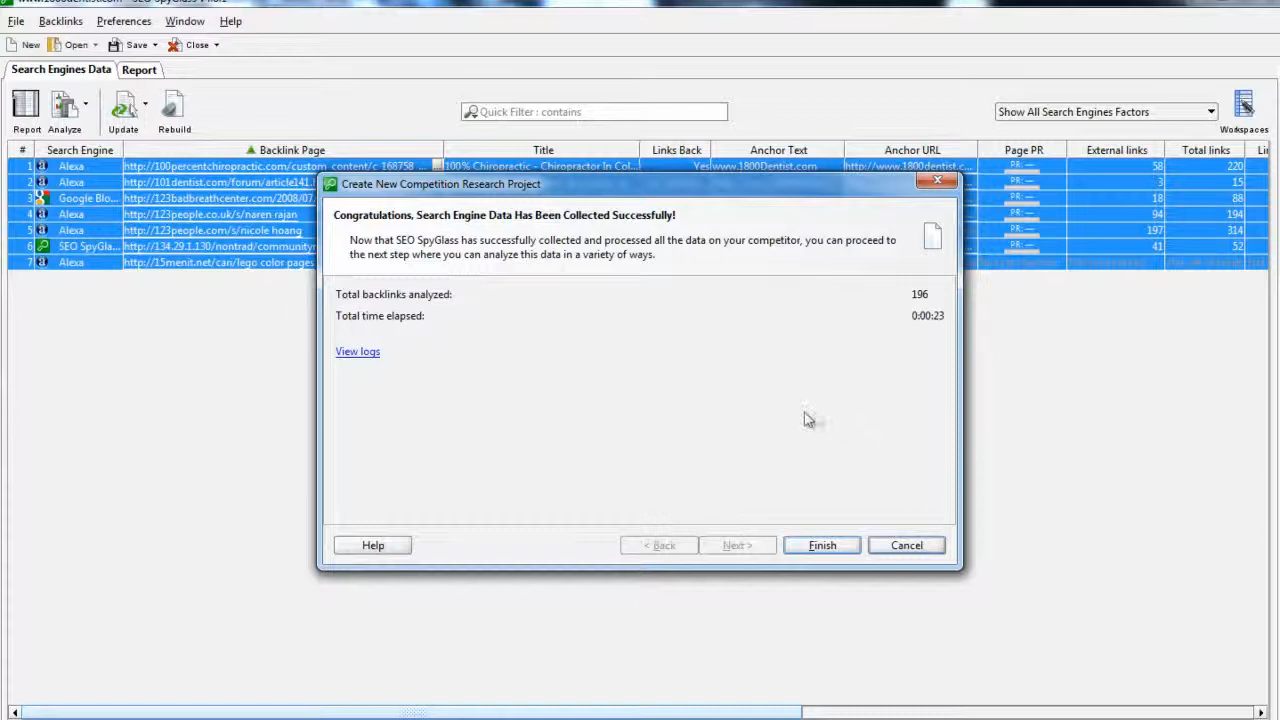 File Backlinks Preferences Window Help
New Open Save Close
Search Engines Data Report
Report Analyze Update Rebuild Quick Filter : contains Show All Search Engines Factors Workspaces
# Search Engine Backlink Page Title Links Back Anchor Text Anchor URL Page PR External links Total links
1 Alexa http://100percentchiropractic.com/custom_content/c_168758 ... 100% Chiropractic - Chiropractor In Col... Yes www.1800Dentist.com http://www.1800dentist.c... PR: — 58 220
2 Alexa http://101dentist.com/forum/article141. 3 15
3 Google Blo... http://123badbreathcenter.com/2008/07/ PR: — 18 88
4 Alexa http://123people.co.uk/s/naren rajan PR: — 94 194
5 Alexa http://123people.com/s/nicole hoang PR: — 197 314
6 SEO SpyGla... http://134.29.1.130/nontrad/community PR: — 41 52
7 Alexa http://15menit.net/cari/lego color pages
Create New Competition Research Project
Congratulations, Search Engine Data Has Been Collected Successfully!
Now that SEO SpyGlass has successfully collected and processed all the data on your competitor, you can proceed to
the next step where you can analyze this data in a variety of ways.
Total backlinks analyzed: 196
Total time elapsed: 0:00:23
View logs
Help < Back Next > Finish Cancel